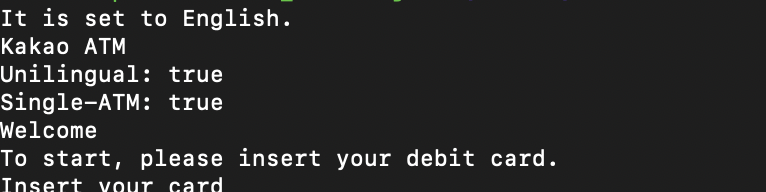 It is set to English.
Kakao ATM
Unilingual: true
Single-ATM: true
Welcome
To start, please insert your debit card.
Insert your card